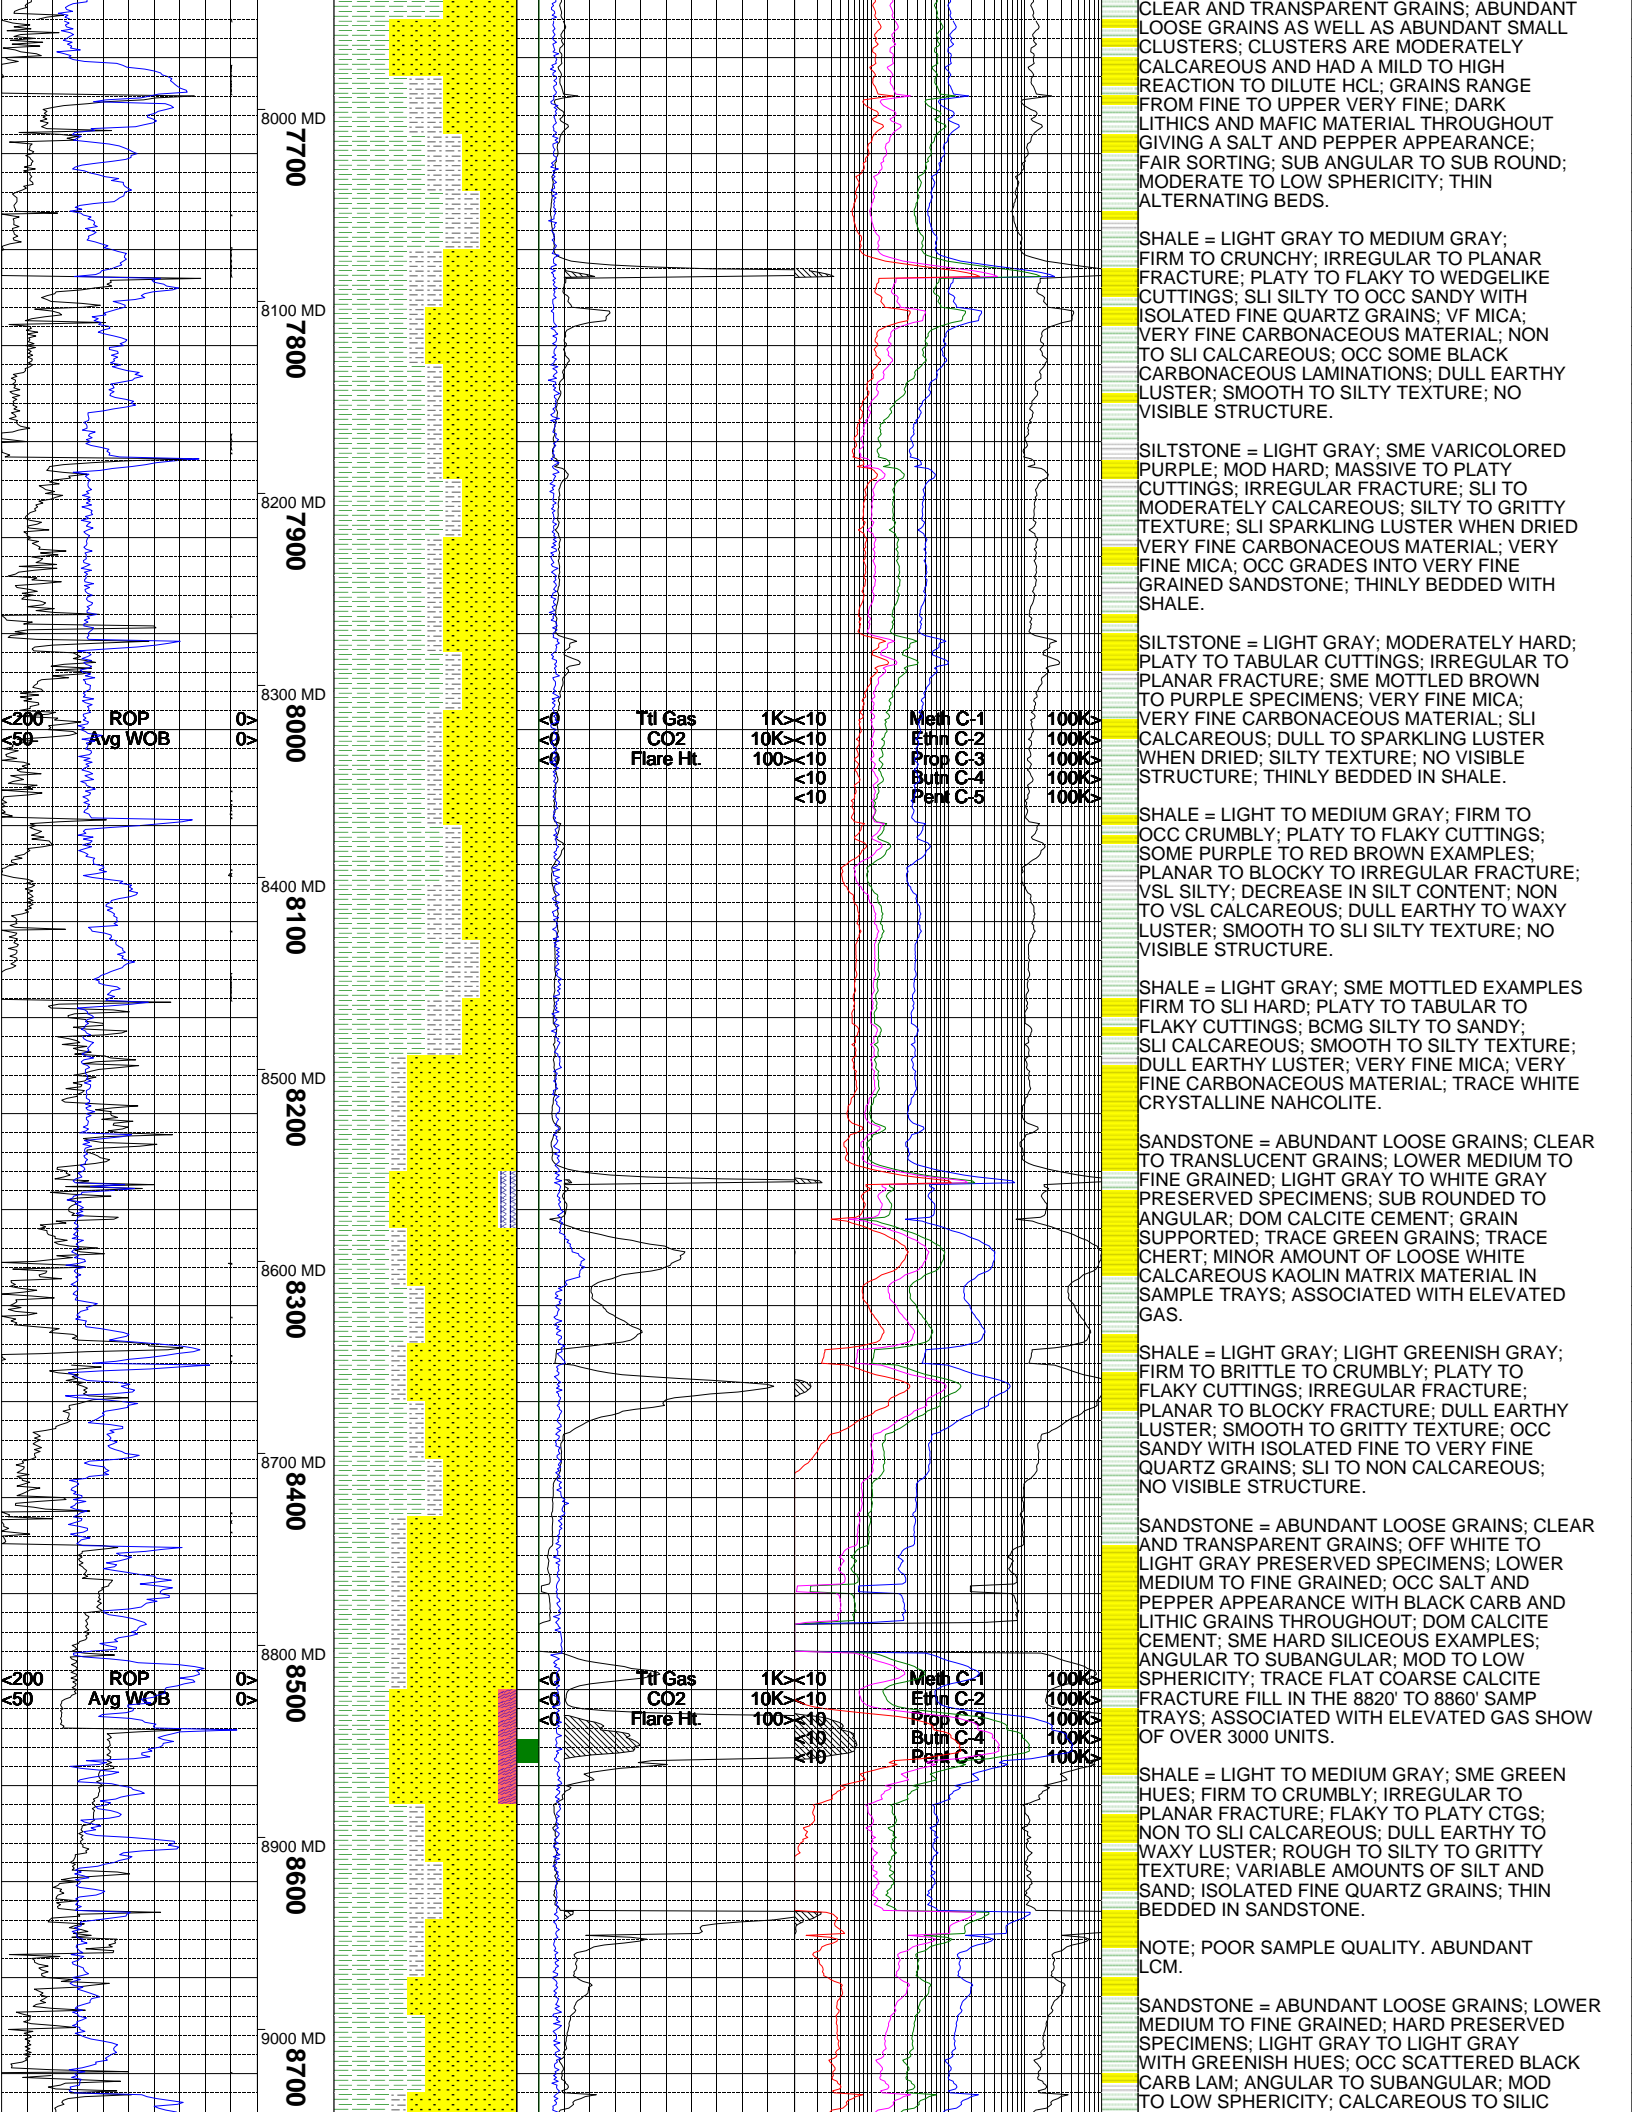 CLEAR AND TRANSPARENT GRAINS; ABUNDANT
LOOSE GRAINS AS WELL AS ABUNDANT SMALL
CLUSTERS; CLUSTERS ARE MODERATELY
CALCAREOUS AND HAD A MILD TO HIGH
REACTION TO DILUTE HCL; GRAINS RANGE
FROM FINE TO UPPER VERY FINE; DARK
LITHICS AND MAFIC MATERIAL THROUGHOUT
GIVING A SALT AND PEPPER APPEARANCE;
FAIR SORTING; SUB ANGULAR TO SUB ROUND;
MODERATE TO LOW SPHERICITY; THIN
ALTERNATING BEDS.
SHALE = LIGHT GRAY TO MEDIUM GRAY;
FIRM TO CRUNCHY; IRREGULAR TO PLANAR
FRACTURE; PLATY TO FLAKY TO WEDGELIKE
CUTTINGS; SLI SILTY TO OCC SANDY WITH
ISOLATED FINE QUARTZ GRAINS; VF MICA;
VERY FINE CARBONACEOUS MATERIAL; NON
TO SLI CALCAREOUS; OCC SOME BLACK
CARBONACEOUS LAMINATIONS; DULL EARTHY
LUSTER; SMOOTH TO SILTY TEXTURE; NO
VISIBLE STRUCTURE.
SILTSTONE = LIGHT GRAY; SME VARICOLORED
PURPLE; MOD HARD; MASSIVE TO PLATY
CUTTINGS; IRREGULAR FRACTURE; SLI TO
MODERATELY CALCAREOUS; SILTY TO GRITTY
TEXTURE; SLI SPARKLING LUSTER WHEN DRIED
VERY FINE CARBONACEOUS MATERIAL; VERY
FINE MICA; OCC GRADES INTO VERY FINE
GRAINED SANDSTONE; THINLY BEDDED WITH
SHALE.
SILTSTONE = LIGHT GRAY; MODERATELY HARD;
PLATY TO TABULAR CUTTINGS; IRREGULAR TO
PLANAR FRACTURE; SME MOTTLED BROWN
TO PURPLE SPECIMENS; VERY FINE MICA;
VERY FINE CARBONACEOUS MATERIAL; SLI
CALCAREOUS; DULL TO SPARKLING LUSTER
WHEN DRIED; SILTY TEXTURE; NO VISIBLE
STRUCTURE; THINLY BEDDED IN SHALE.
SHALE = LIGHT TO MEDIUM GRAY; FIRM TO
OCC CRUMBLY; PLATY TO FLAKY CUTTINGS;
SOME PURPLE TO RED BROWN EXAMPLES;
PLANAR TO BLOCKY TO IRREGULAR FRACTURE;
VSL SILTY; DECREASE IN SILT CONTENT; NON
TO VSL CALCAREOUS; DULL EARTHY TO WAXY
LUSTER; SMOOTH TO SLI SILTY TEXTURE; NO
VISIBLE STRUCTURE.
SHALE = LIGHT GRAY; SME MOTTLED EXAMPLES
FIRM TO SLI HARD; PLATY TO TABULAR TO
FLAKY CUTTINGS; BCMG SILTY TO SANDY;
SLI CALCAREOUS; SMOOTH TO SILTY TEXTURE;
DULL EARTHY LUSTER; VERY FINE MICA; VERY
FINE CARBONACEOUS MATERIAL; TRACE WHITE
CRYSTALLINE NAHCOLITE.
SANDSTONE = ABUNDANT LOOSE GRAINS; CLEAR
TO TRANSLUCENT GRAINS; LOWER MEDIUM TO
FINE GRAINED; LIGHT GRAY TO WHITE GRAY
PRESERVED SPECIMENS; SUB ROUNDED TO
ANGULAR; DOM CALCITE CEMENT; GRAIN
SUPPORTED; TRACE GREEN GRAINS; TRACE
CHERT; MINOR AMOUNT OF LOOSE WHITE
CALCAREOUS KAOLIN MATRIX MATERIAL IN
SAMPLE TRAYS; ASSOCIATED WITH ELEVATED
GAS.
SHALE = LIGHT GRAY; LIGHT GREENISH GRAY;
FIRM TO BRITTLE TO CRUMBLY; PLATY TO
FLAKY CUTTINGS; IRREGULAR FRACTURE;
PLANAR TO BLOCKY FRACTURE; DULL EARTHY
LUSTER; SMOOTH TO GRITTY TEXTURE; OCC
SANDY WITH ISOLATED FINE TO VERY FINE
QUARTZ GRAINS; SLI TO NON CALCAREOUS;
NO VISIBLE STRUCTURE.
SANDSTONE = ABUNDANT LOOSE GRAINS; CLEAR
AND TRANSPARENT GRAINS; OFF WHITE TO
LIGHT GRAY PRESERVED SPECIMENS; LOWER
MEDIUM TO FINE GRAINED; OCC SALT AND
PEPPER APPEARANCE WITH BLACK CARB AND
LITHIC GRAINS THROUGHOUT; DOM CALCITE
CEMENT; SME HARD SILICEOUS EXAMPLES;
ANGULAR TO SUBANGULAR; MOD TO LOW
SPHERICITY; TRACE FLAT COARSE CALCITE
FRACTURE FILL IN THE 8820' TO 8860' SAMP
TRAYS; ASSOCIATED WITH ELEVATED GAS SHOW
OF OVER 3000 UNITS.
SHALE = LIGHT TO MEDIUM GRAY; SME GREEN
HUES; FIRM TO CRUMBLY; IRREGULAR TO
PLANAR FRACTURE; FLAKY TO PLATY CTGS;
NON TO SLI CALCAREOUS; DULL EARTHY TO
WAXY LUSTER; ROUGH TO SILTY TO GRITTY
TEXTURE; VARIABLE AMOUNTS OF SILT AND
SAND; ISOLATED FINE QUARTZ GRAINS; THIN
BEDDED IN SANDSTONE.
NOTE; POOR SAMPLE QUALITY. ABUNDANT
LCM.
SANDSTONE = ABUNDANT LOOSE GRAINS; LOWER
MEDIUM TO FINE GRAINED; HARD PRESERVED
SPECIMENS; LIGHT GRAY TO LIGHT GRAY
WITH GREENISH HUES; OCC SCATTERED BLACK
CARB LAM; ANGULAR TO SUBANGULAR; MOD
TO LOW SPHERICITY; CALCAREOUS TO SILIC
8000 MD
7700
8100 MD
7800
8200 MD
7900
8300 MD
8000
8400 MD
8100
8500 MD
8200
8600 MD
8300
8700 MD
8400
8800 MD
8500
8900 MD
8600
9000 MD
8700
<200 ROP 0>
<50 Avg WOB 0>
<0 Ttl Gas 1K><10 Meth C-1 100K>
<0 CO2 10K><10 Ethn C-2 100K>
<0 Flare Ht. 100><10 Prop C-3 100K>
<10 Butn C-4 100K>
<10 Pent C-5 100K>
<200 ROP 0>
<50 Avg WOB 0>
<0 Ttl Gas 1K><10 Meth C-1 100K>
<0 CO2 10K><10 Ethn C-2 100K>
<0 Flare Ht. 100><10 Prop C-3 100K>
<10 Butn C-4 100K>
<10 Pent C-5 100K>